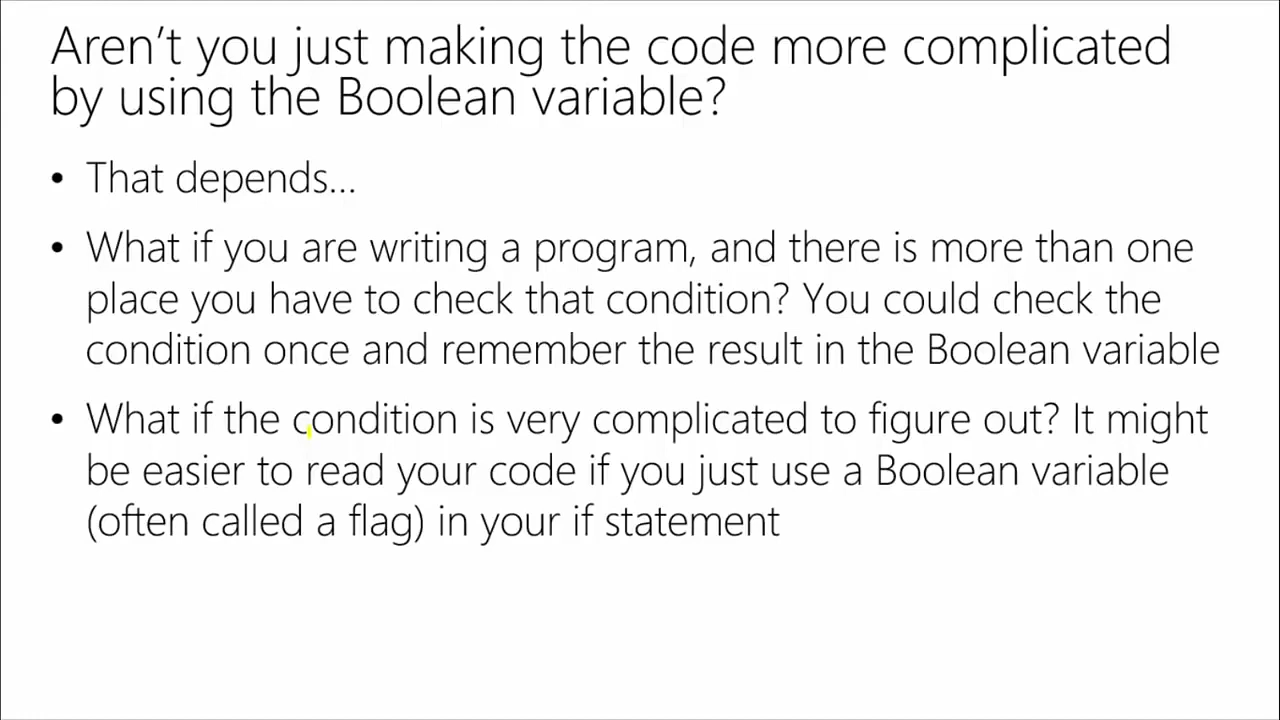 Aren’t you just making the code more complicated
by using the Boolean variable?
• That depends…
• What if you are writing a program, and there is more than one
place you have to check that condition? You could check the
condition once and remember the result in the Boolean variable
• What if the condition is very complicated to figure out? It might
be easier to read your code if you just use a Boolean variable
(often called a flag) in your if statement